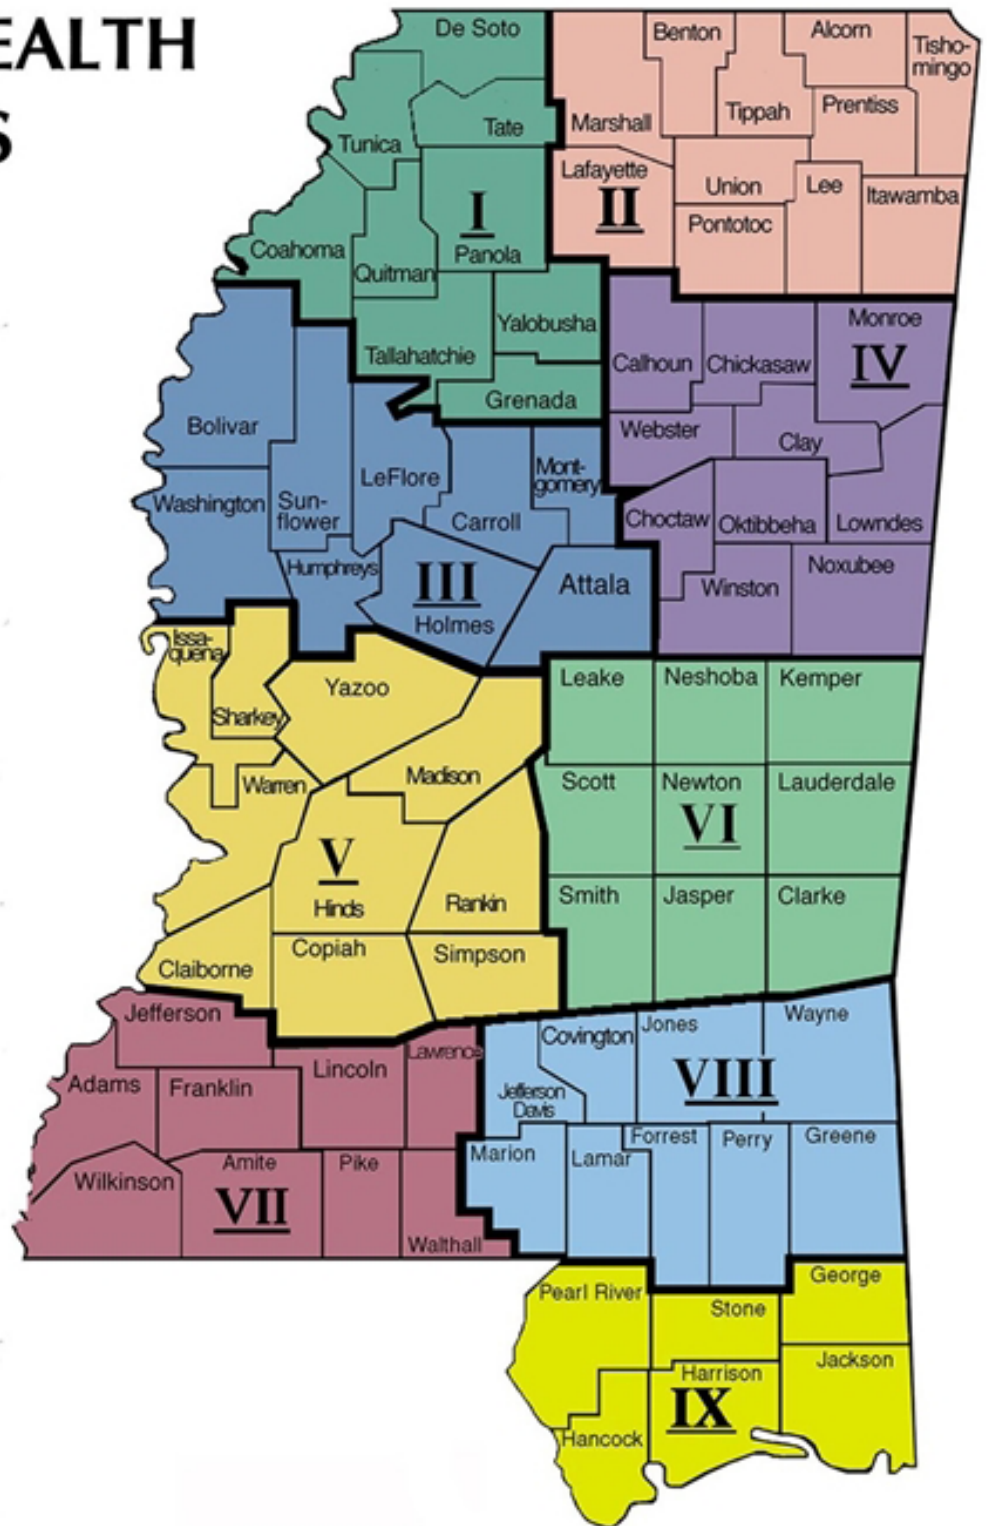 EALTH
S
De Soto
Tunica
Tate
Coahoma
Quitman
I
Panola
Tallahatchie
Yalobusha
Grenada
Benton
Alcorn
Tisho-
mingo
Marshall
Tippah
Prentiss
Lafayette
II
Union
Lee
Itawamba
Pontotoc
Bolivar
Washington
Sun-
flower
LeFlore
Carroll
Mont-
gomery
Humphreys
III
Holmes
Attala
Calhoun
Chickasaw
Monroe
IV
Webster
Clay
Choctaw
Oktibbeha
Lowndes
Winston
Noxubee
Issa-
quena
Sharkey
Yazoo
Warren
Madison
V
Hinds
Rankin
Claiborne
Copiah
Simpson
Leake
Neshoba
Kemper
Scott
Newton
Lauderdale
VI
Smith
Jasper
Clarke
Jefferson
Adams
Franklin
Lincoln
Lawrence
Wilkinson
Amite
VII
Pike
Walthall
Covington
Jones
Wayne
VIII
Jefferson
Davis
Marion
Lamar
Forrest
Perry
Greene
Pearl River
Stone
George
Hancock
Harrison
IX
Jackson